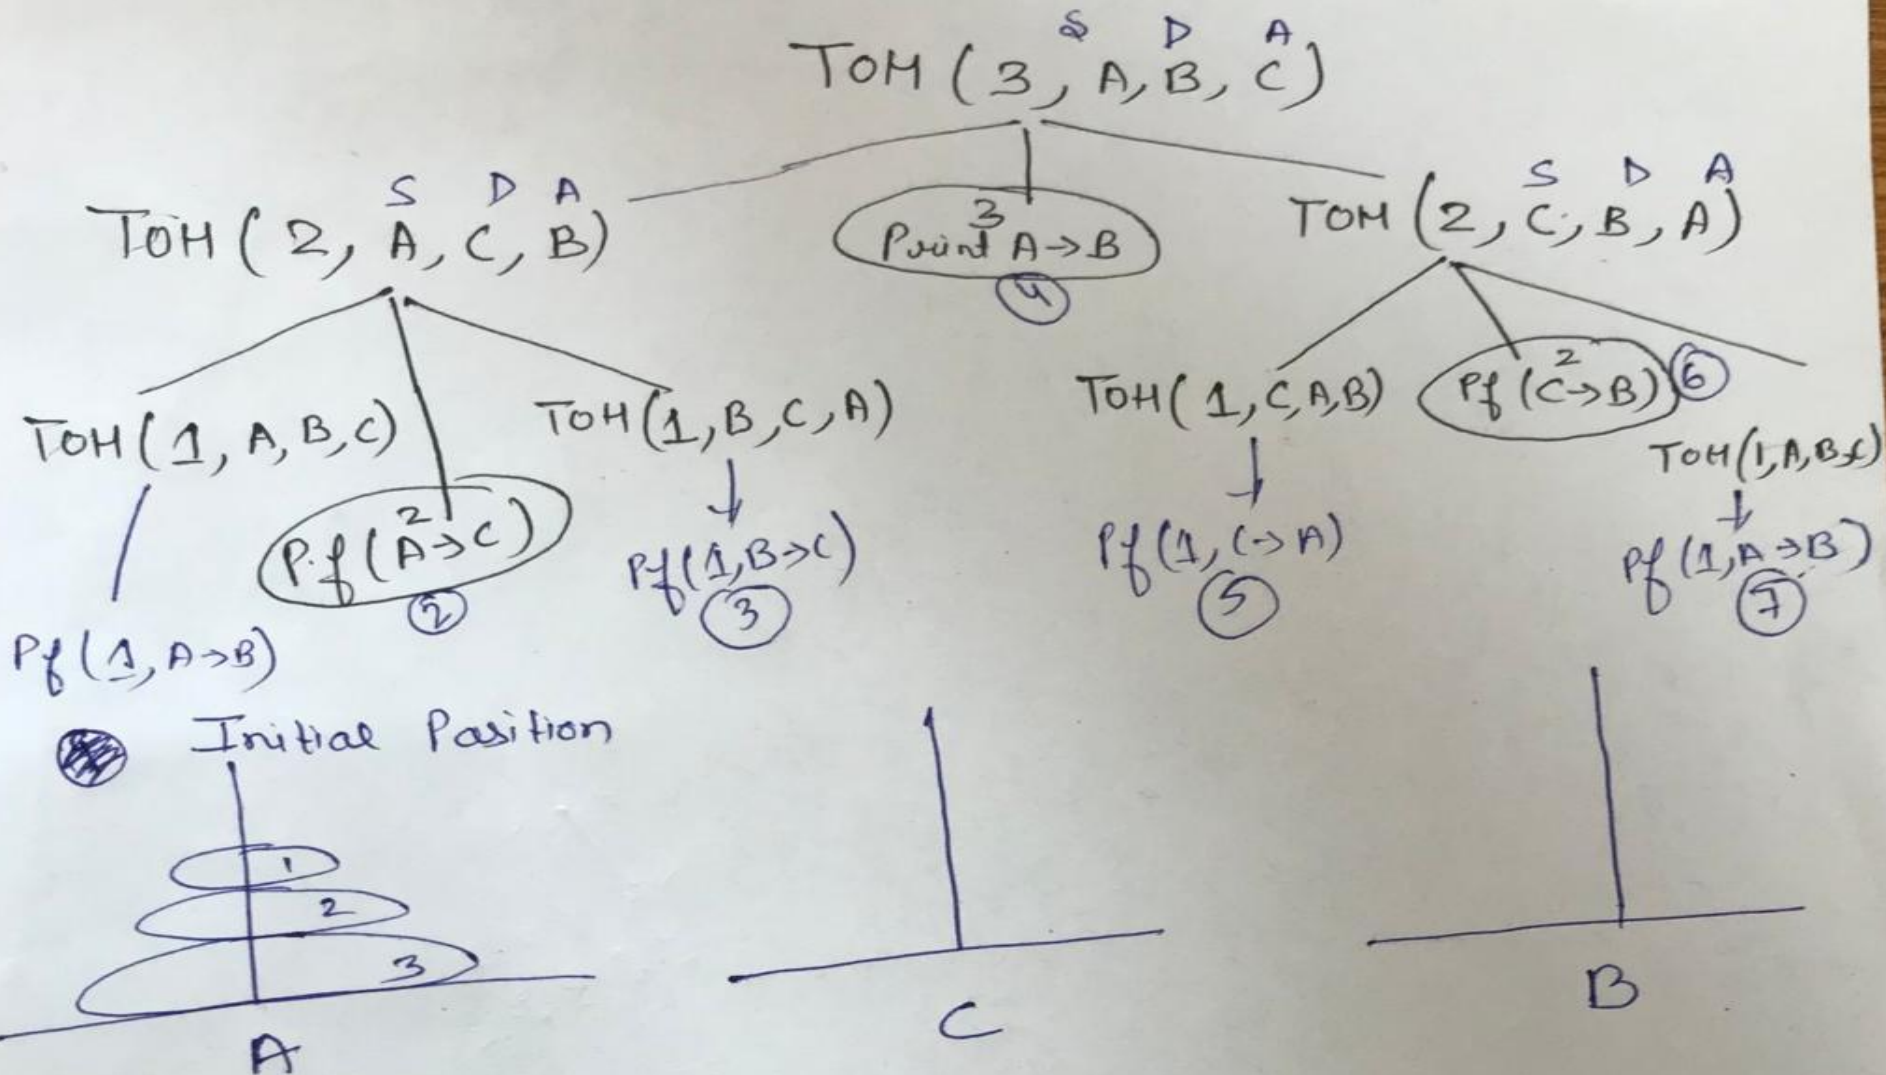 S D A
TOH ( 3, A, B, C )
S D A
TOH ( 2, A, C, B )
3
Print A→B
4
S D A
TOH (2, C, B, A)
TOH ( 1, A, B, C )
2
P.f ( A→C )
2
TOH (1, B, C, A )
Pf(1, B→C)
3
TOH( 1, C, A, B)
Pf (1, C→A)
5
2
Pf (C→B)
6
TOH(1, A, B, C)
Pf (1, A→B)
7
Pf (1, A→B)
Initial Position
1
2
3
A
C
B